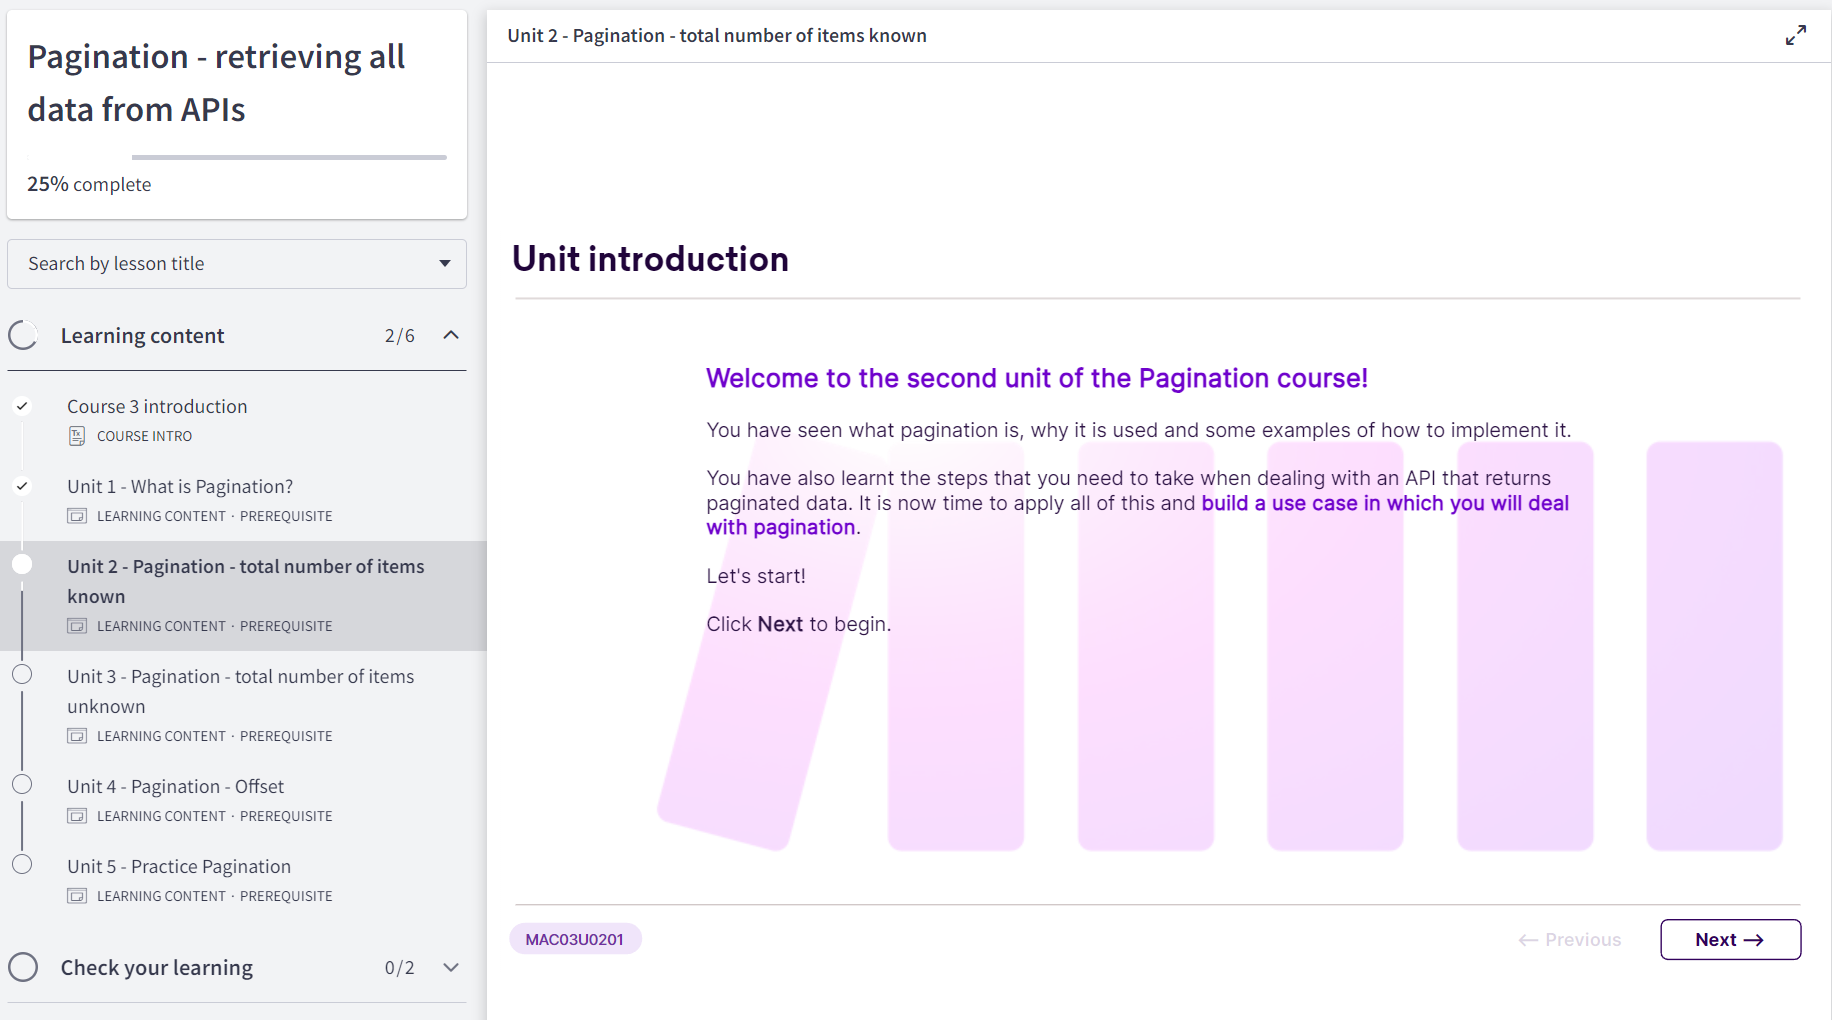 Pagination - retrieving all
data from APIs
25% complete
Search by lesson title
Learning content 2/6
Course 3 introduction
COURSE INTRO
Unit 1 - What is Pagination?
LEARNING CONTENT · PREREQUISITE
Unit 2 - Pagination - total number of items
known
LEARNING CONTENT · PREREQUISITE
Unit 3 - Pagination - total number of items
unknown
LEARNING CONTENT · PREREQUISITE
Unit 4 - Pagination - Offset
LEARNING CONTENT · PREREQUISITE
Unit 5 - Practice Pagination
LEARNING CONTENT · PREREQUISITE
Check your learning 0/2
Unit 2 - Pagination - total number of items known
Unit introduction
Welcome to the second unit of the Pagination course!
You have seen what pagination is, why it is used and some examples of how to implement it.
You have also learnt the steps that you need to take when dealing with an API that returns
paginated data. It is now time to apply all of this and build a use case in which you will deal
with pagination.
Let's start!
Click Next to begin.
MAC03U0201
← Previous
Next →